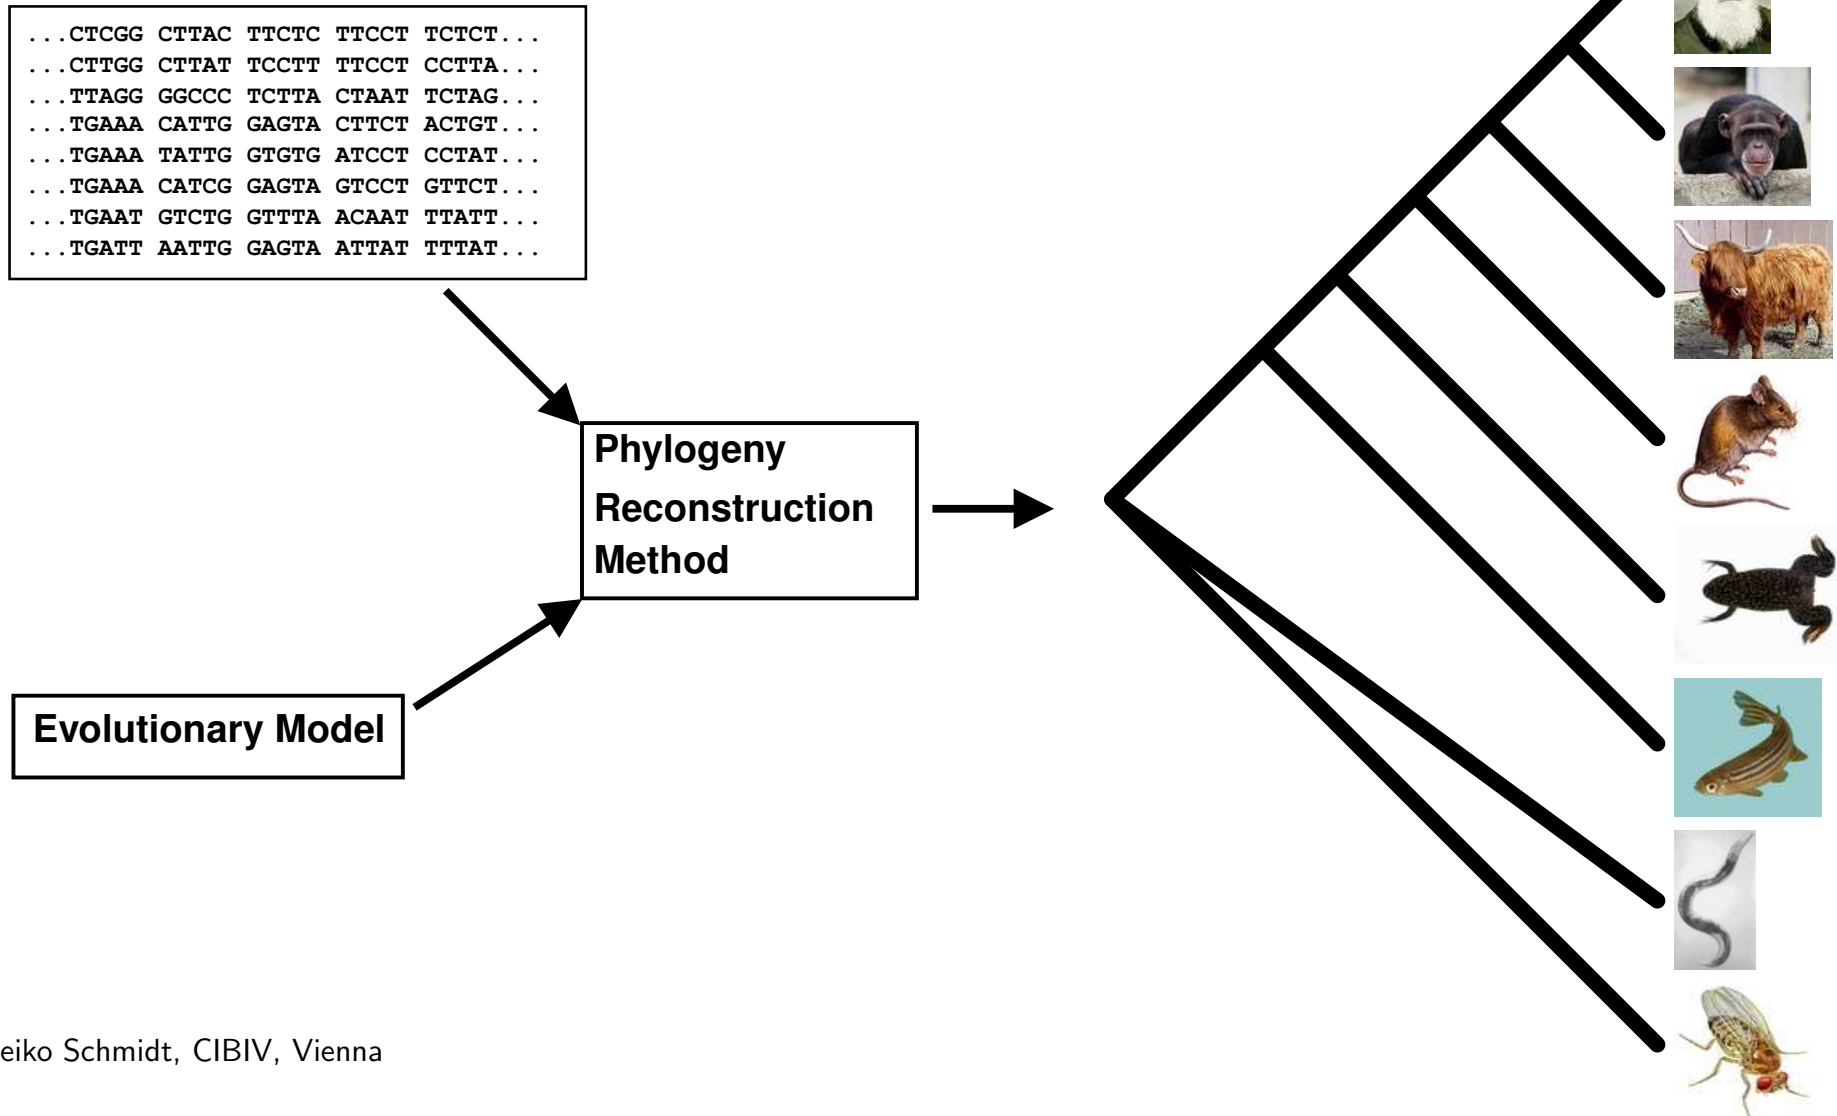 ...CTCGG CTTAC TTCTC TTCCT TCTCT...
...CTTGG CTTAT TCCTT TTCCT CCTTA...
...TTAGG GGCCC TCTTA CTAAT TCTAG...
...TGAAA CATTG GAGTA CTTCT ACTGT...
...TGAAA TATTG GTGTG ATCCT CCTAT...
...TGAAA CATCG GAGTA GTCCT GTTCT...
...TGAAT GTCTG GTTTA ACAAT TTATT...
...TGATT AATTG GAGTA ATTAT TTTAT...
Phylogeny
Reconstruction
Method
Evolutionary Model
eiko Schmidt, CIBIV, Vienna